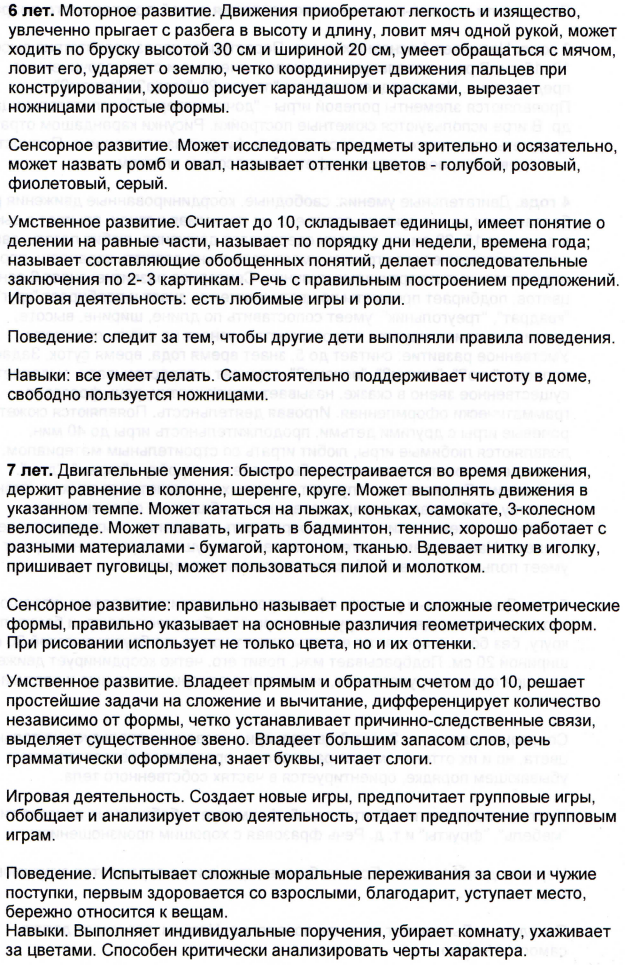 6 лет. Моторное развитие. Движения приобретают легкость и изящество,
увлеченно прыгает с разбега в высоту и длину, ловит мяч одной рукой, может
ходить по бруску высотой 30 см и шириной 20 см, умеет обращаться с мячом,
ловит его, ударяет о землю, четко координирует движения пальцев при
конструировании, хорошо рисует карандашом и красками, вырезает
ножницами простые формы.
Сенсорное развитие. Может исследовать предметы зрительно и осязательно,
может назвать ромб и овал, называет оттенки цветов - голубой, розовый,
фиолетовый, серый.
Умственное развитие. Считает до 10, складывает единицы, имеет понятие о
делении на равные части, называет по порядку дни недели, времена года;
называет составляющие обобщенных понятий, делает последовательные
заключения по 2- 3 картинкам. Речь с правильным построением предложений.
Игровая деятельность: есть любимые игры и роли.
Поведение: следит за тем, чтобы другие дети выполняли правила поведения.
Навыки: все умеет делать. Самостоятельно поддерживает чистоту в доме,
свободно пользуется ножницами.
7 лет. Двигательные умения: быстро перестраивается во время движения,
держит равнение в колонне, шеренге, круге. Может выполнять движения в
указанном темпе. Может кататься на лыжах, коньках, самокате, 3-колесном
велосипеде. Может плавать, играть в бадминтон, теннис, хорошо работает с
разными материалами - бумагой, картоном, тканью. Вдевает нитку в иголку,
пришивает пуговицы, может пользоваться пилой и молотком.
Сенсорное развитие: правильно называет простые и сложные геометрические
формы, правильно указывает на основные различия геометрических форм.
При рисовании использует не только цвета, но и их оттенки.
Умственное развитие. Владеет прямым и обратным счетом до 10, решает
простейшие задачи на сложение и вычитание, дифференцирует количество
независимо от формы, четко устанавливает причинно-следственные связи,
выделяет существенное звено. Владеет большим запасом слов, речь
грамматически оформлена, знает буквы, читает слоги.
Игровая деятельность. Создает новые игры, предпочитает групповые игры,
обобщает и анализирует свою деятельность, отдает предпочтение групповым
играм.
Поведение. Испытывает сложные моральные переживания за свои и чужие
поступки, первым здоровается со взрослыми, благодарит, уступает место,
бережно относится к вещам.
Навыки. Выполняет индивидуальные поручения, убирает комнату, ухаживает
за цветами. Способен критически анализировать черты характера.